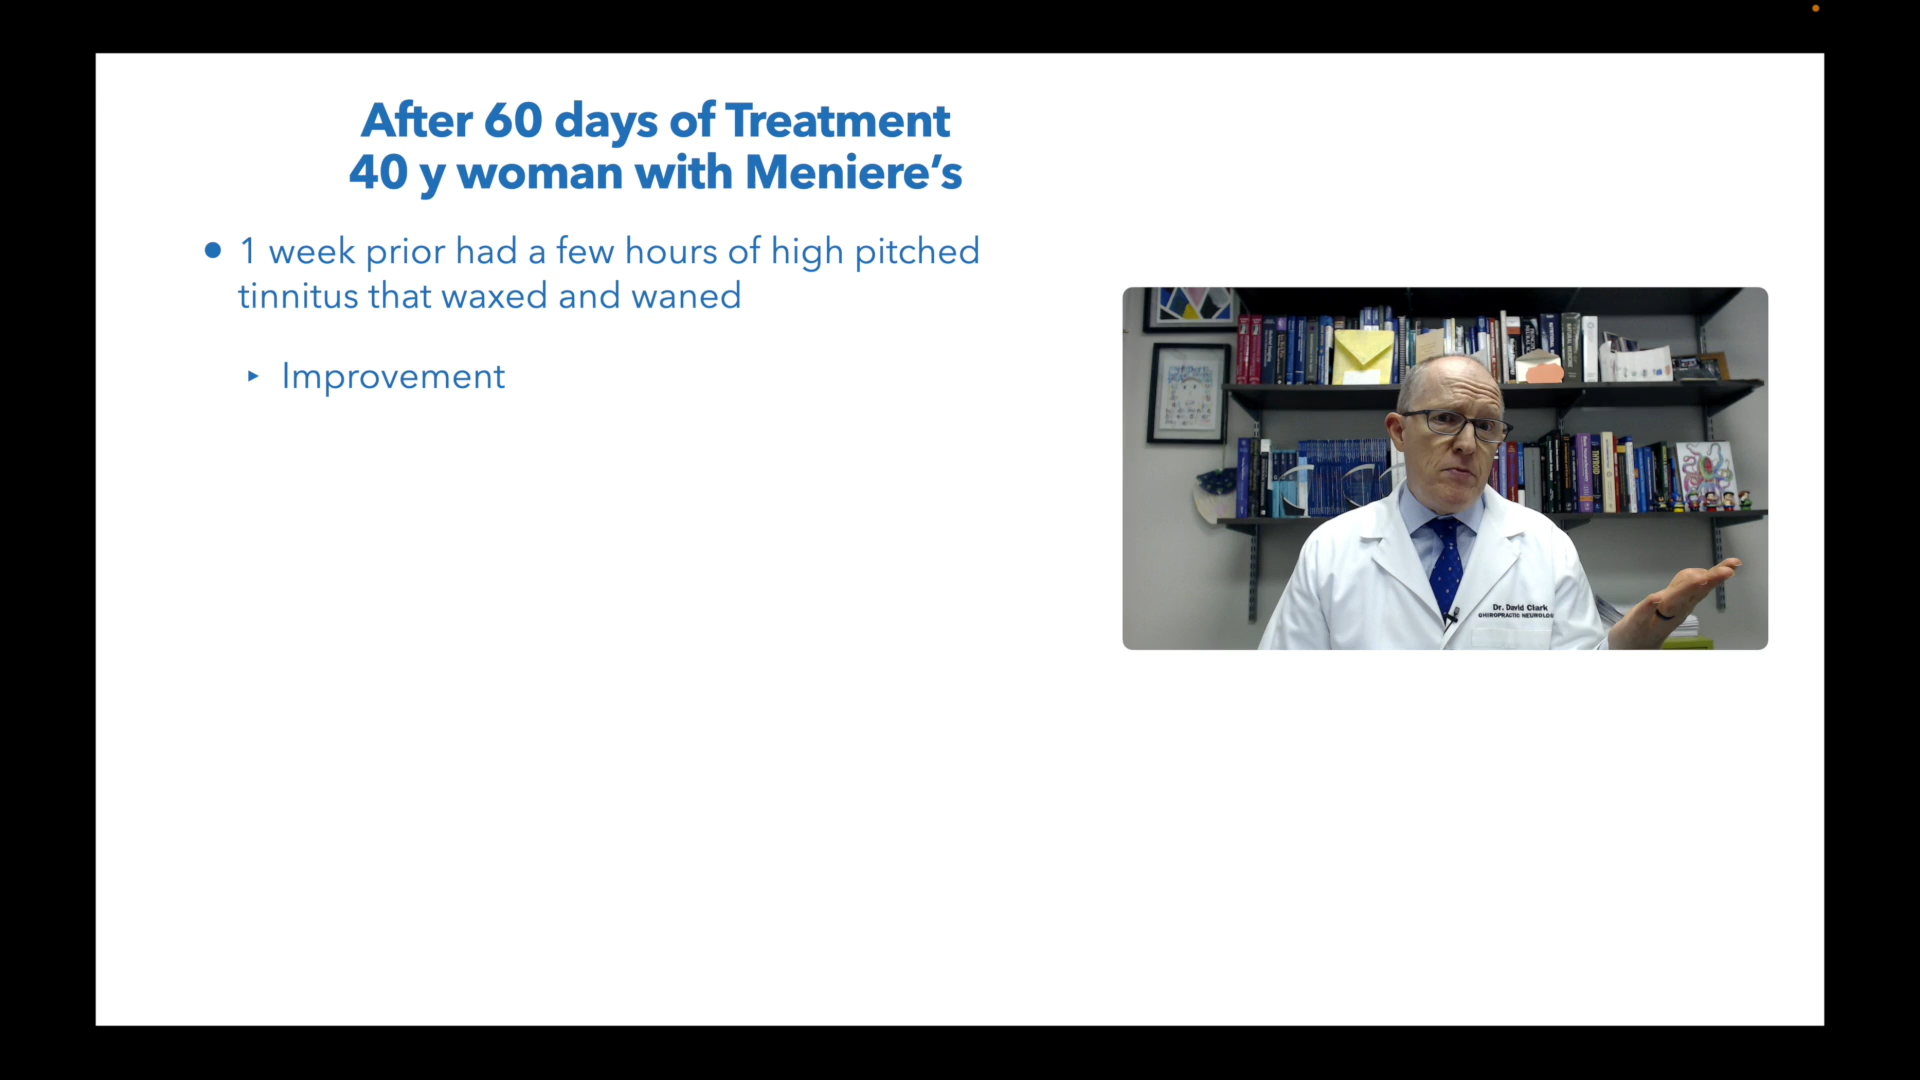 After 60 days of Treatment
40 y woman with Meniere’s
● 1 week prior had a few hours of high pitched
tinnitus that waxed and waned
‣ Improvement
Dr. David Clark